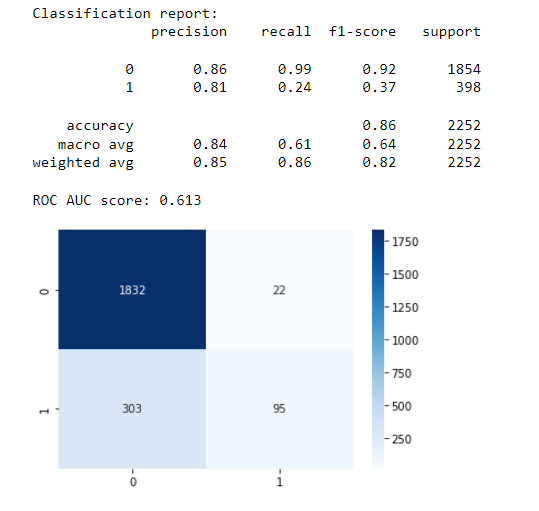 Classification report:
precision recall f1-score support
0 0.86 0.99 0.92 1854
1 0.81 0.24 0.37 398
accuracy 0.86 2252
macro avg 0.84 0.61 0.64 2252
weighted avg 0.85 0.86 0.82 2252
ROC AUC score: 0.613
1750
1500
1250
1000
750
500
250
0 1832 22
1 303 95
0 1